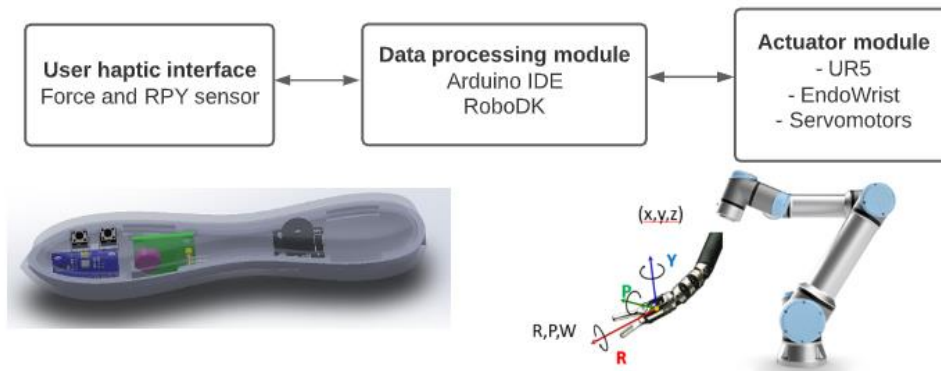 User haptic interface
Force and RPY sensor
Data processing module
Arduino IDE
RoboDK
Actuator module
- UR5
- EndoWrist
- Servomotors
(x,y,z)
Y
P
R,P,W
R